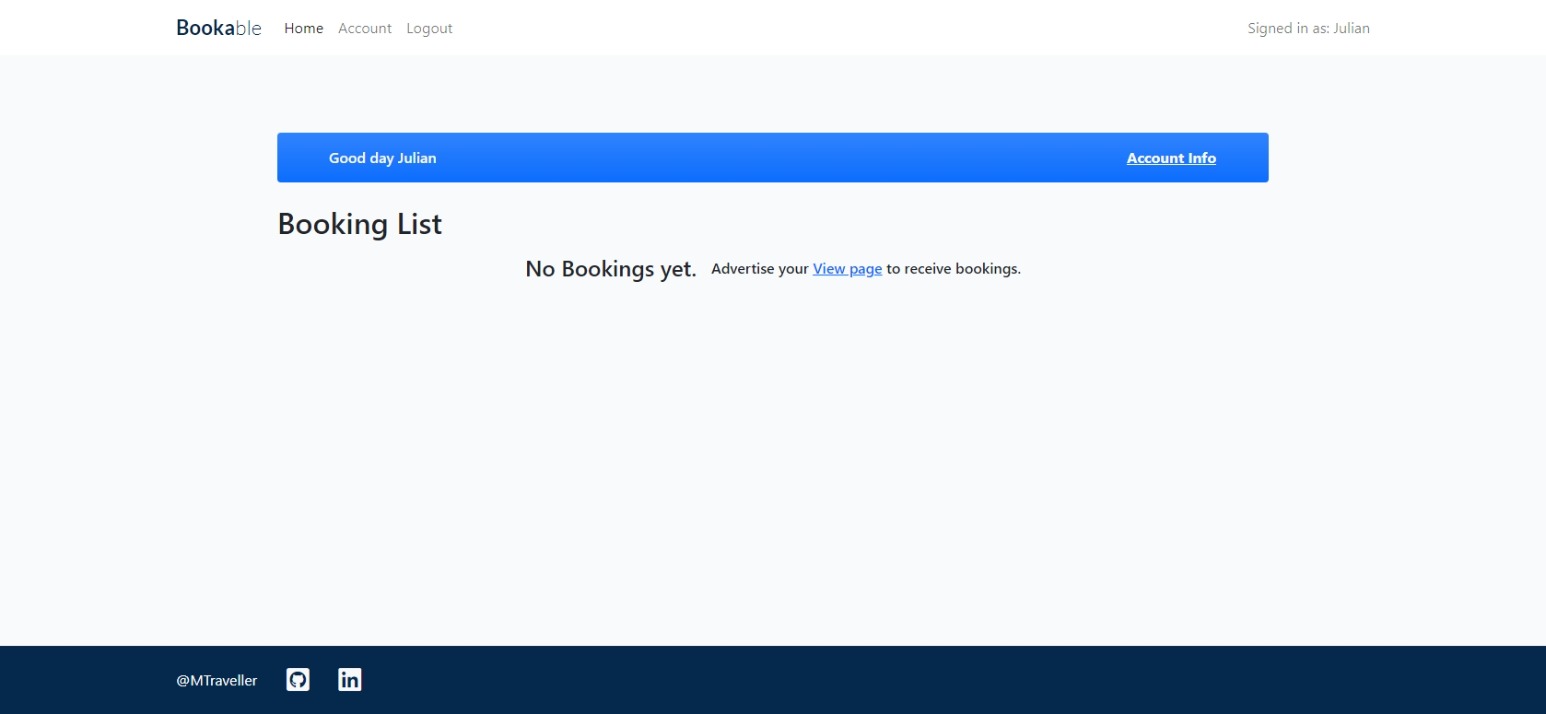 Bookable Home Account Logout Signed in as: Julian
Good day Julian Account Info
Booking List
No Bookings yet. Advertise your View page to receive bookings.
@MTraveller in